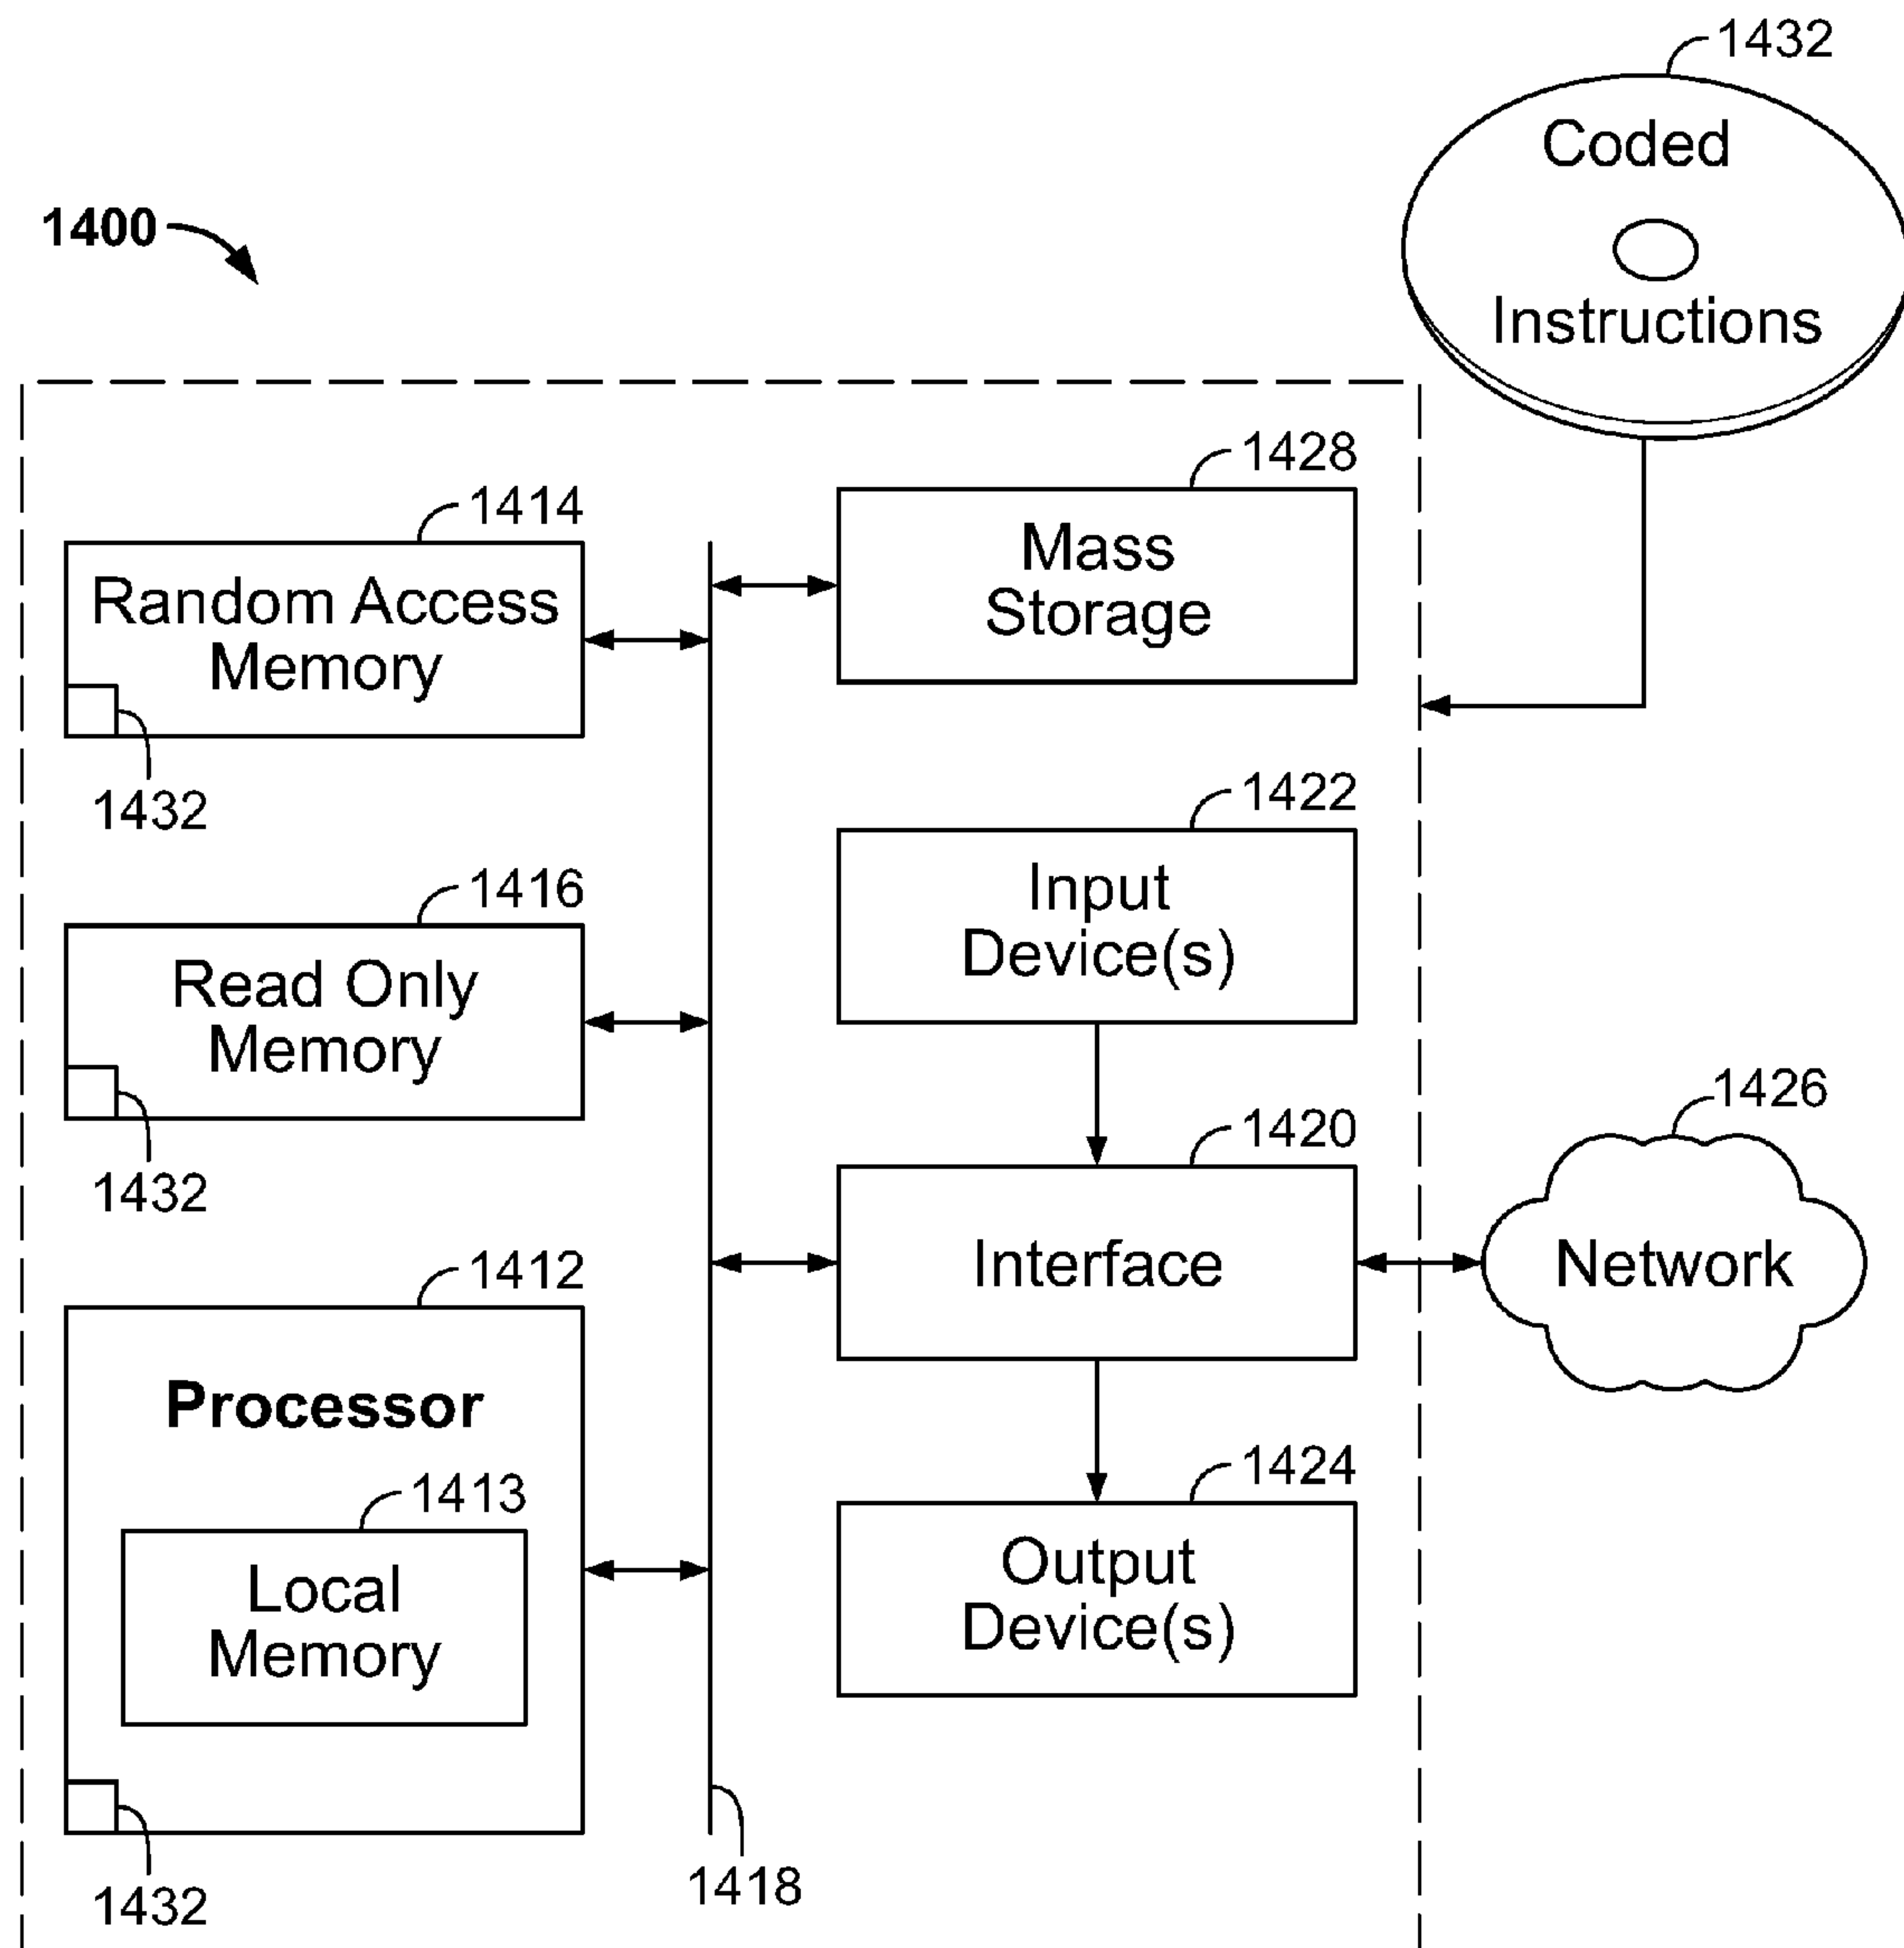 1432
Coded
Instructions
1400
1428
Mass
Storage
1414
Random Access
Memory
1432
1422
Input
Device(s)
1416
Read Only
Memory
1432
1420
Interface
1426
Network
1412
Processor
1413
Local
Memory
1432
1424
Output
Device(s)
1418